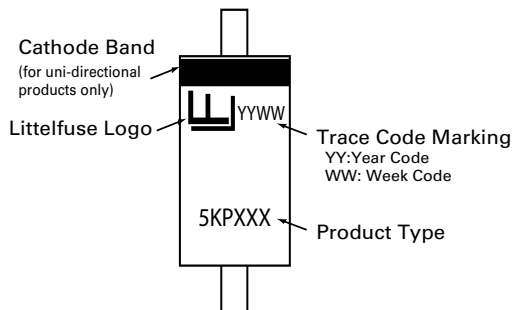 Cathode Band
(for uni-directional
products only)
Littelfuse Logo
YYWW
Trace Code Marking
YY:Year Code
WW: Week Code
5KPXXX
Product Type